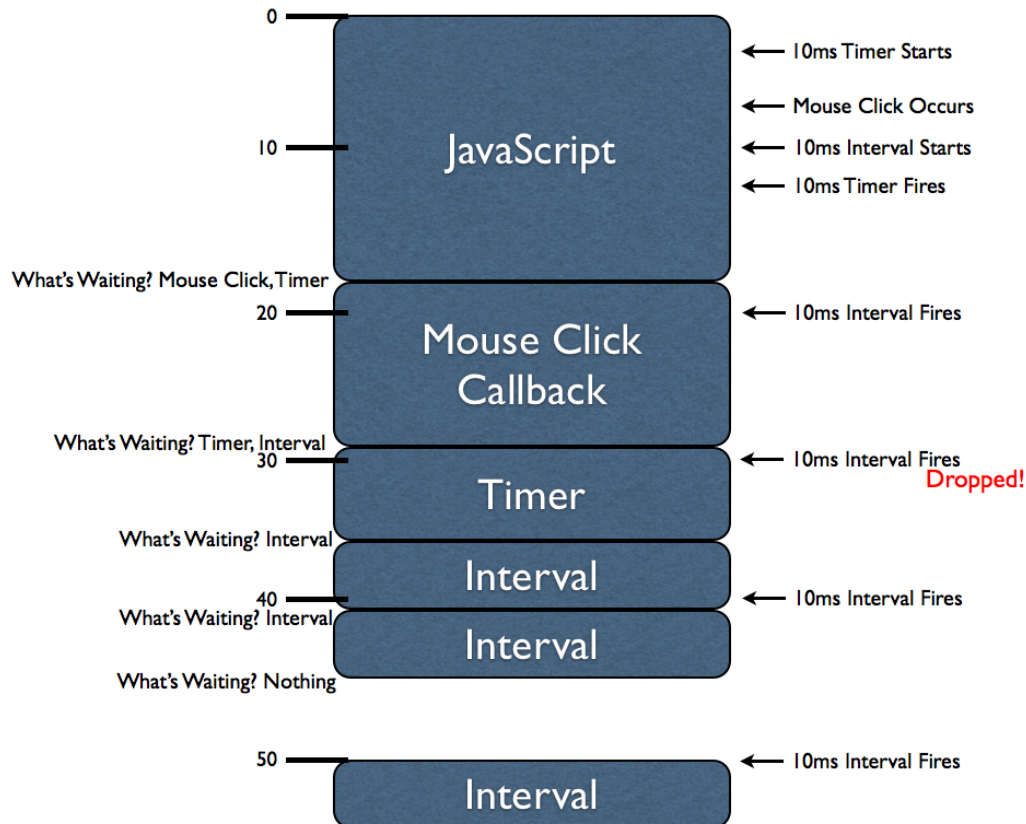 0
10ms Timer Starts
Mouse Click Occurs
10
JavaScript
10ms Interval Starts
10ms Timer Fires
What's Waiting? Mouse Click, Timer
20
10ms Interval Fires
Mouse Click
Callback
What's Waiting? Timer, Interval
30
10ms Interval Fires
Dropped!
Timer
What's Waiting? Interval
Interval
40
10ms Interval Fires
What's Waiting? Interval
Interval
What's Waiting? Nothing
50
10ms Interval Fires
Interval